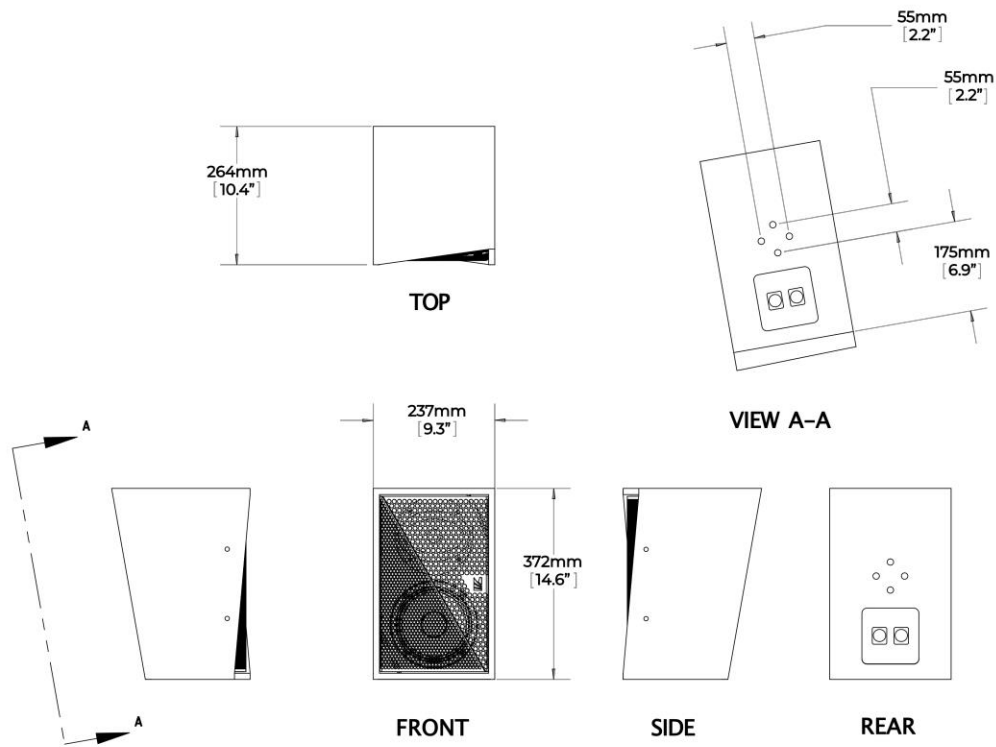 55mm
[2.2"]
55mm
[2.2"]
264mm
[10.4"]
175mm
[6.9"]
TOP
237mm
[9.3"]
VIEW A-A
A
372mm
[14.6"]
A
FRONT
SIDE
REAR